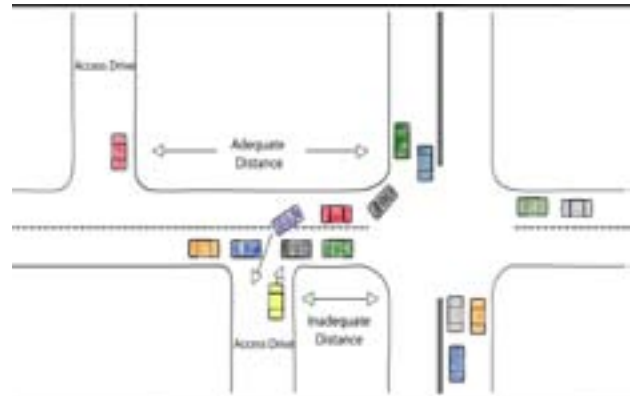 Access Drive
Adequate
Distance
Inadequate
Distance
Access Drive